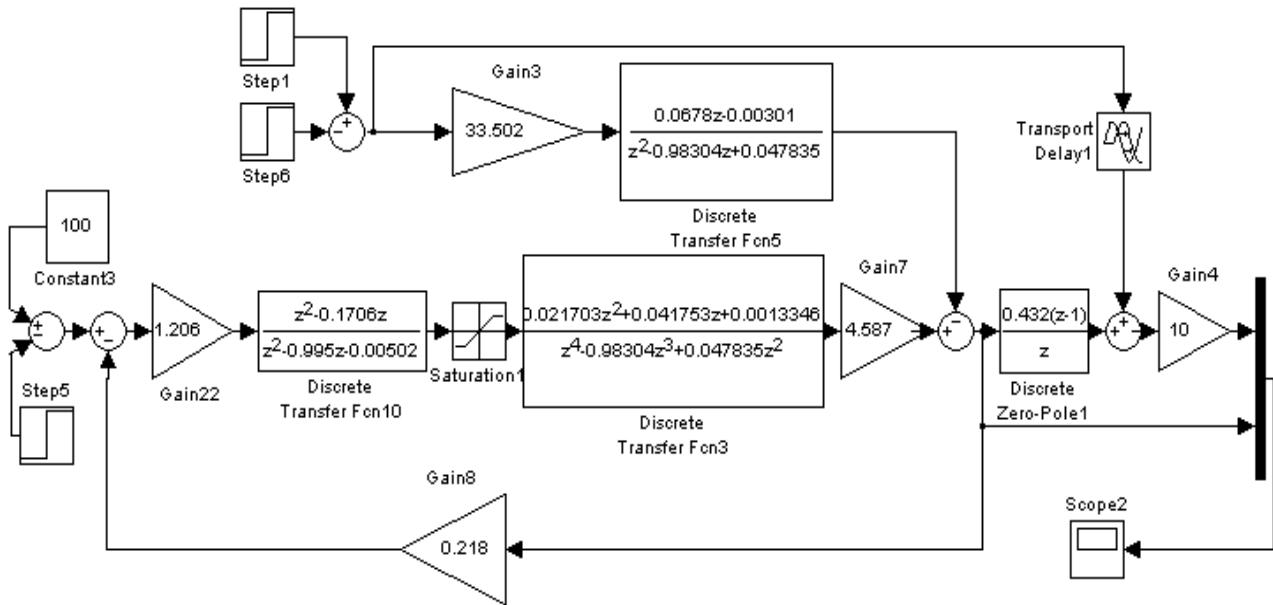 Step1
Step6
-
+
Gain3
33.502
0.0678z-0.00301
z2-0.98304z+0.047835
Discrete
Transfer Fcn5
Transport
Delay1
100
Constant3
+
-
+
-
Step5
1.206
Gain22
z2-0.1706z
z2-0.995z-0.00502
Discrete
Transfer Fcn10
Saturation1
0.021703z2+0.041753z+0.0013346
z4-0.98304z3+0.047835z2
Discrete
Transfer Fcn3
Gain7
4.587
+
-
0.432(z-1)
z
Discrete
Zero-Pole1
+
+
Gain4
10
Gain8
0.218
Scope2